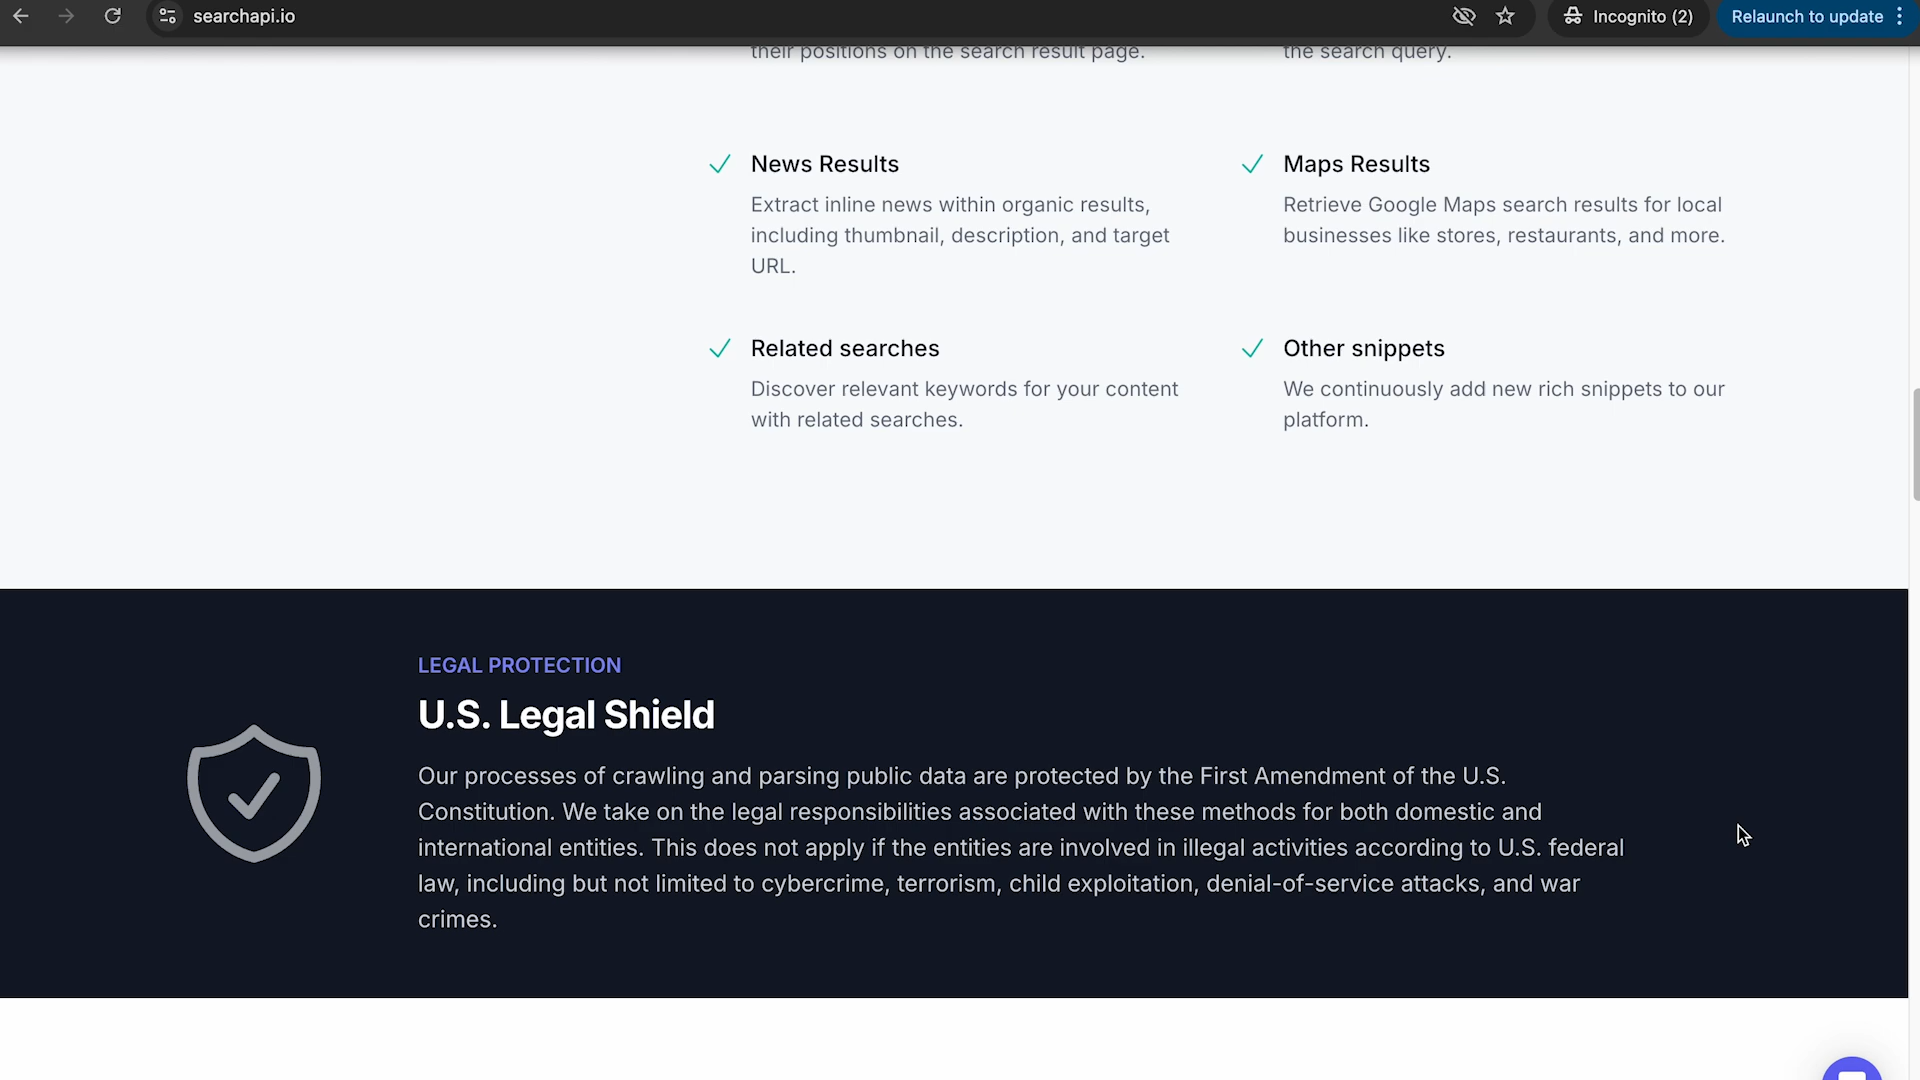 searchapi.io
Incognito (2)
Relaunch to update
their positions on the search result page.
the search query.
News Results
Extract inline news within organic results,
including thumbnail, description, and target
URL.
Maps Results
Retrieve Google Maps search results for local
businesses like stores, restaurants, and more.
Related searches
Discover relevant keywords for your content
with related searches.
Other snippets
We continuously add new rich snippets to our
platform.
LEGAL PROTECTION
U.S. Legal Shield
Our processes of crawling and parsing public data are protected by the First Amendment of the U.S.
Constitution. We take on the legal responsibilities associated with these methods for both domestic and
international entities. This does not apply if the entities are involved in illegal activities according to U.S. federal
law, including but not limited to cybercrime, terrorism, child exploitation, denial-of-service attacks, and war
crimes.